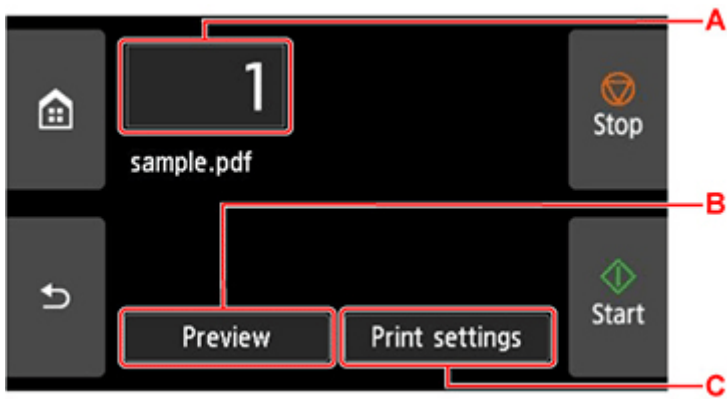 A
1
Stop
sample.pdf
B
Start
Preview
Print settings
C